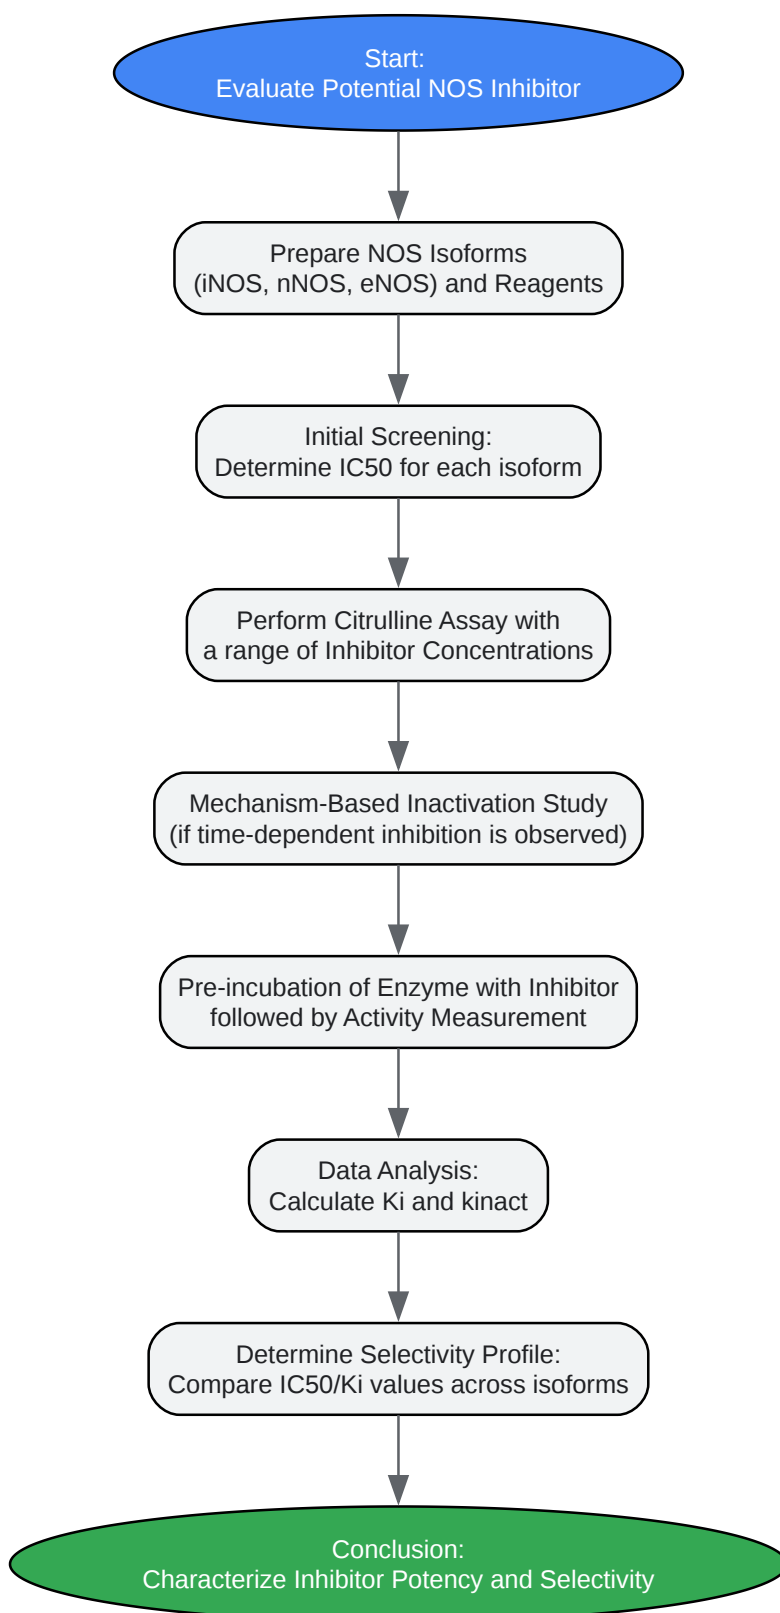 Start:
Evaluate Potential NOS Inhibitor
Prepare NOS Isoforms
(iNOS, nNOS, eNOS) and Reagents
Initial Screening:
Determine IC50 for each isoform
Perform Citrulline Assay with
a range of Inhibitor Concentrations
Mechanism-Based Inactivation Study
(if time-dependent inhibition is observed)
Pre-incubation of Enzyme with Inhibitor
followed by Activity Measurement
Data Analysis:
Calculate Ki and kinact
Determine Selectivity Profile:
Compare IC50/Ki values across isoforms
Conclusion:
Characterize Inhibitor Potency and Selectivity